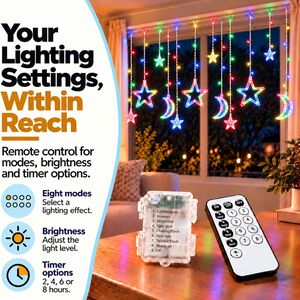 Your
Lighting
Settings,
Within
Reach
Remote control for
modes, brightness
and timer options.
Eight modes
Select a
lighting effect.
Brightness
Adjust the
light level.
Timer
options
2, 4, 6 or
8 hours.